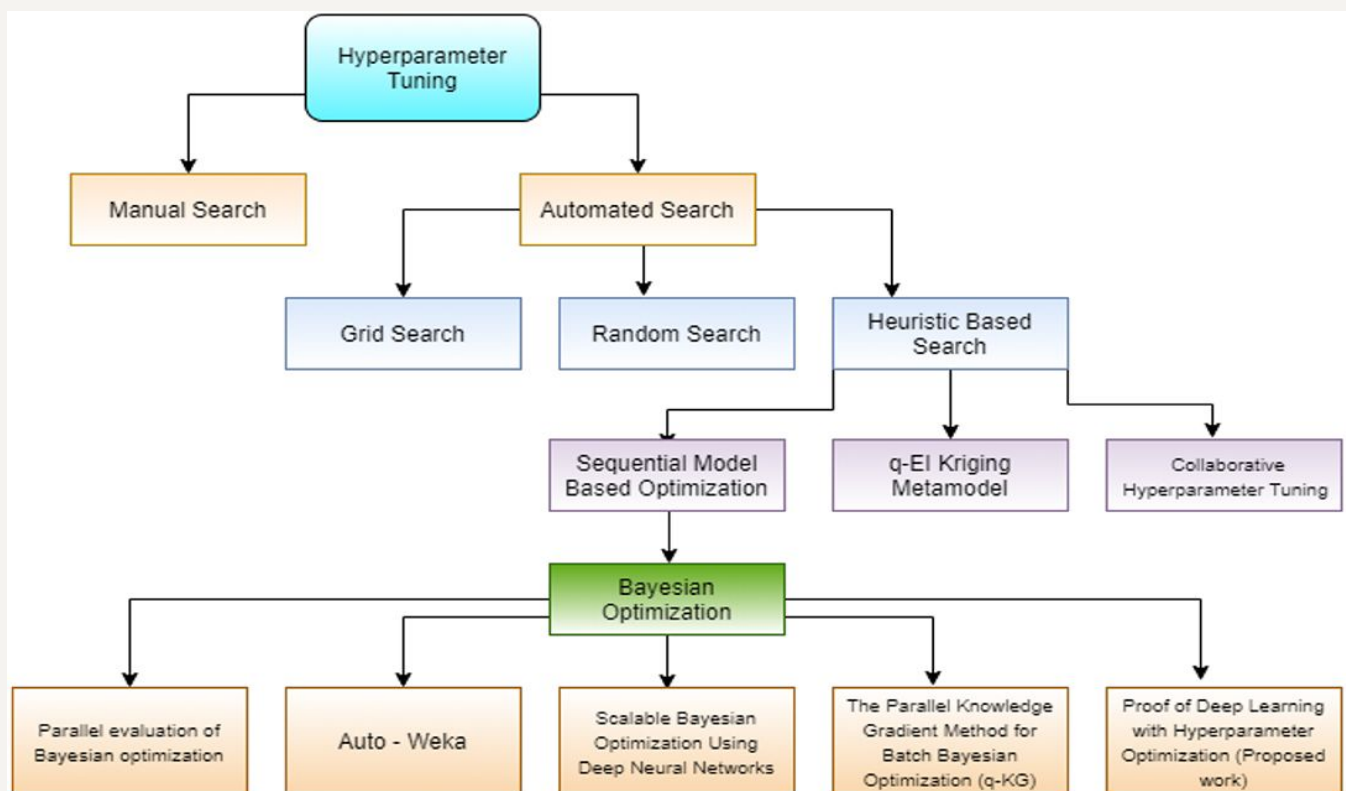 Hyperparameter
Tuning
Manual Search
Automated Search
Grid Search
Random Search
Heuristic Based
Search
Sequential Model
Based Optimization
q-EI Kriging
Metamodel
Collaborative
Hyperparameter Tuning
Bayesian
Optimization
Parallel evaluation of
Bayesian optimization
Auto - Weka
Scalable Bayesian
Optimization Using
Deep Neural Networks
The Parallel Knowledge
Gradient Method for
Batch Bayesian
Optimization (q-KG)
Proof of Deep Learning
with Hyperparameter
Optimization (Proposed
work)